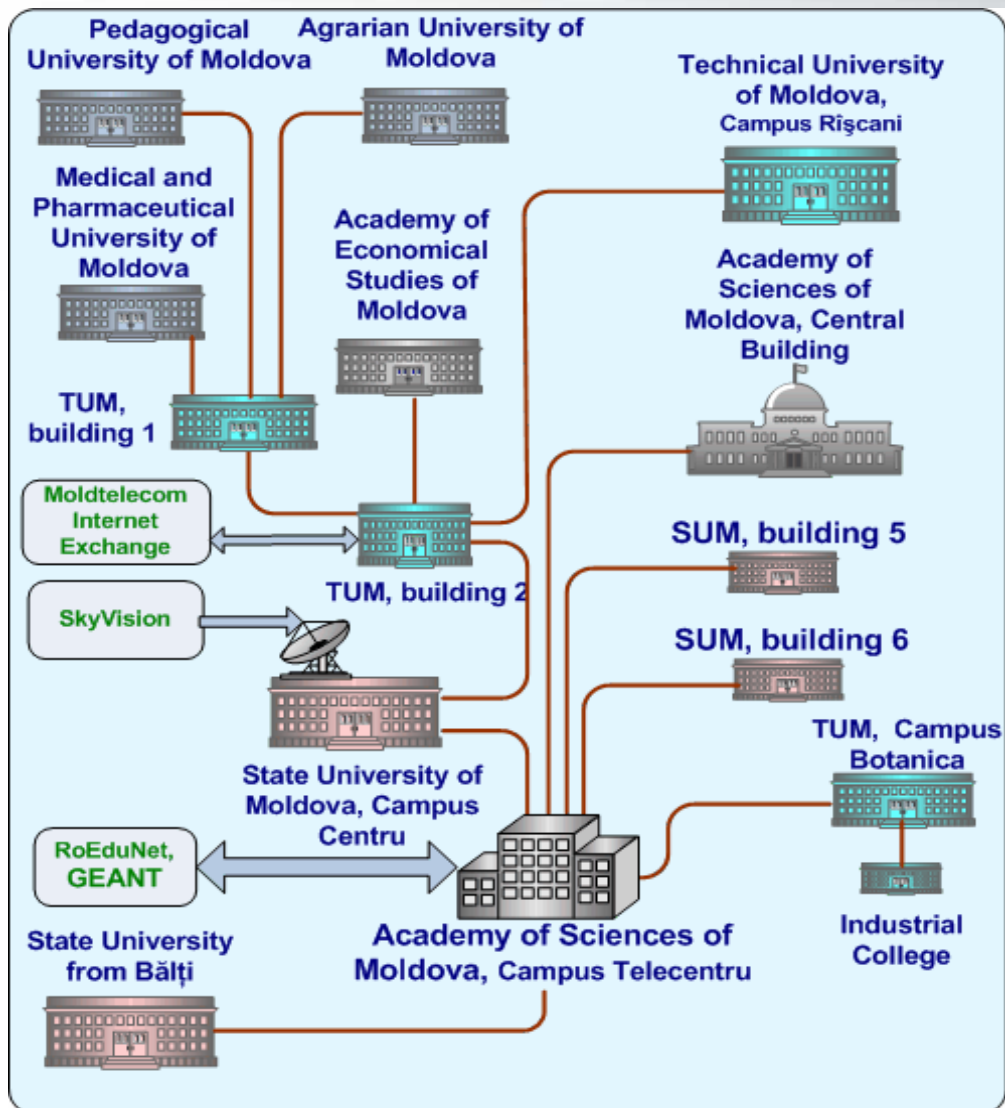 Pedagogical
University of Moldova
Agrarian University of
Moldova
Technical University
of Moldova,
Campus Rîşcani
Medical and
Pharmaceutical
University of
Moldova
Academy of
Economical
Studies of
Moldova
Academy of
Sciences of
Moldova, Central
Building
TUM,
building 1
Moldtelecom
Internet
Exchange
TUM, building 2
SUM, building 5
SkyVision
SUM, building 6
State University of
Moldova, Campus
Centru
TUM, Campus
Botanica
RoEduNet,
GEANT
Industrial
College
Academy of Sciences of
Moldova, Campus Telecentru
State University
from Bălți